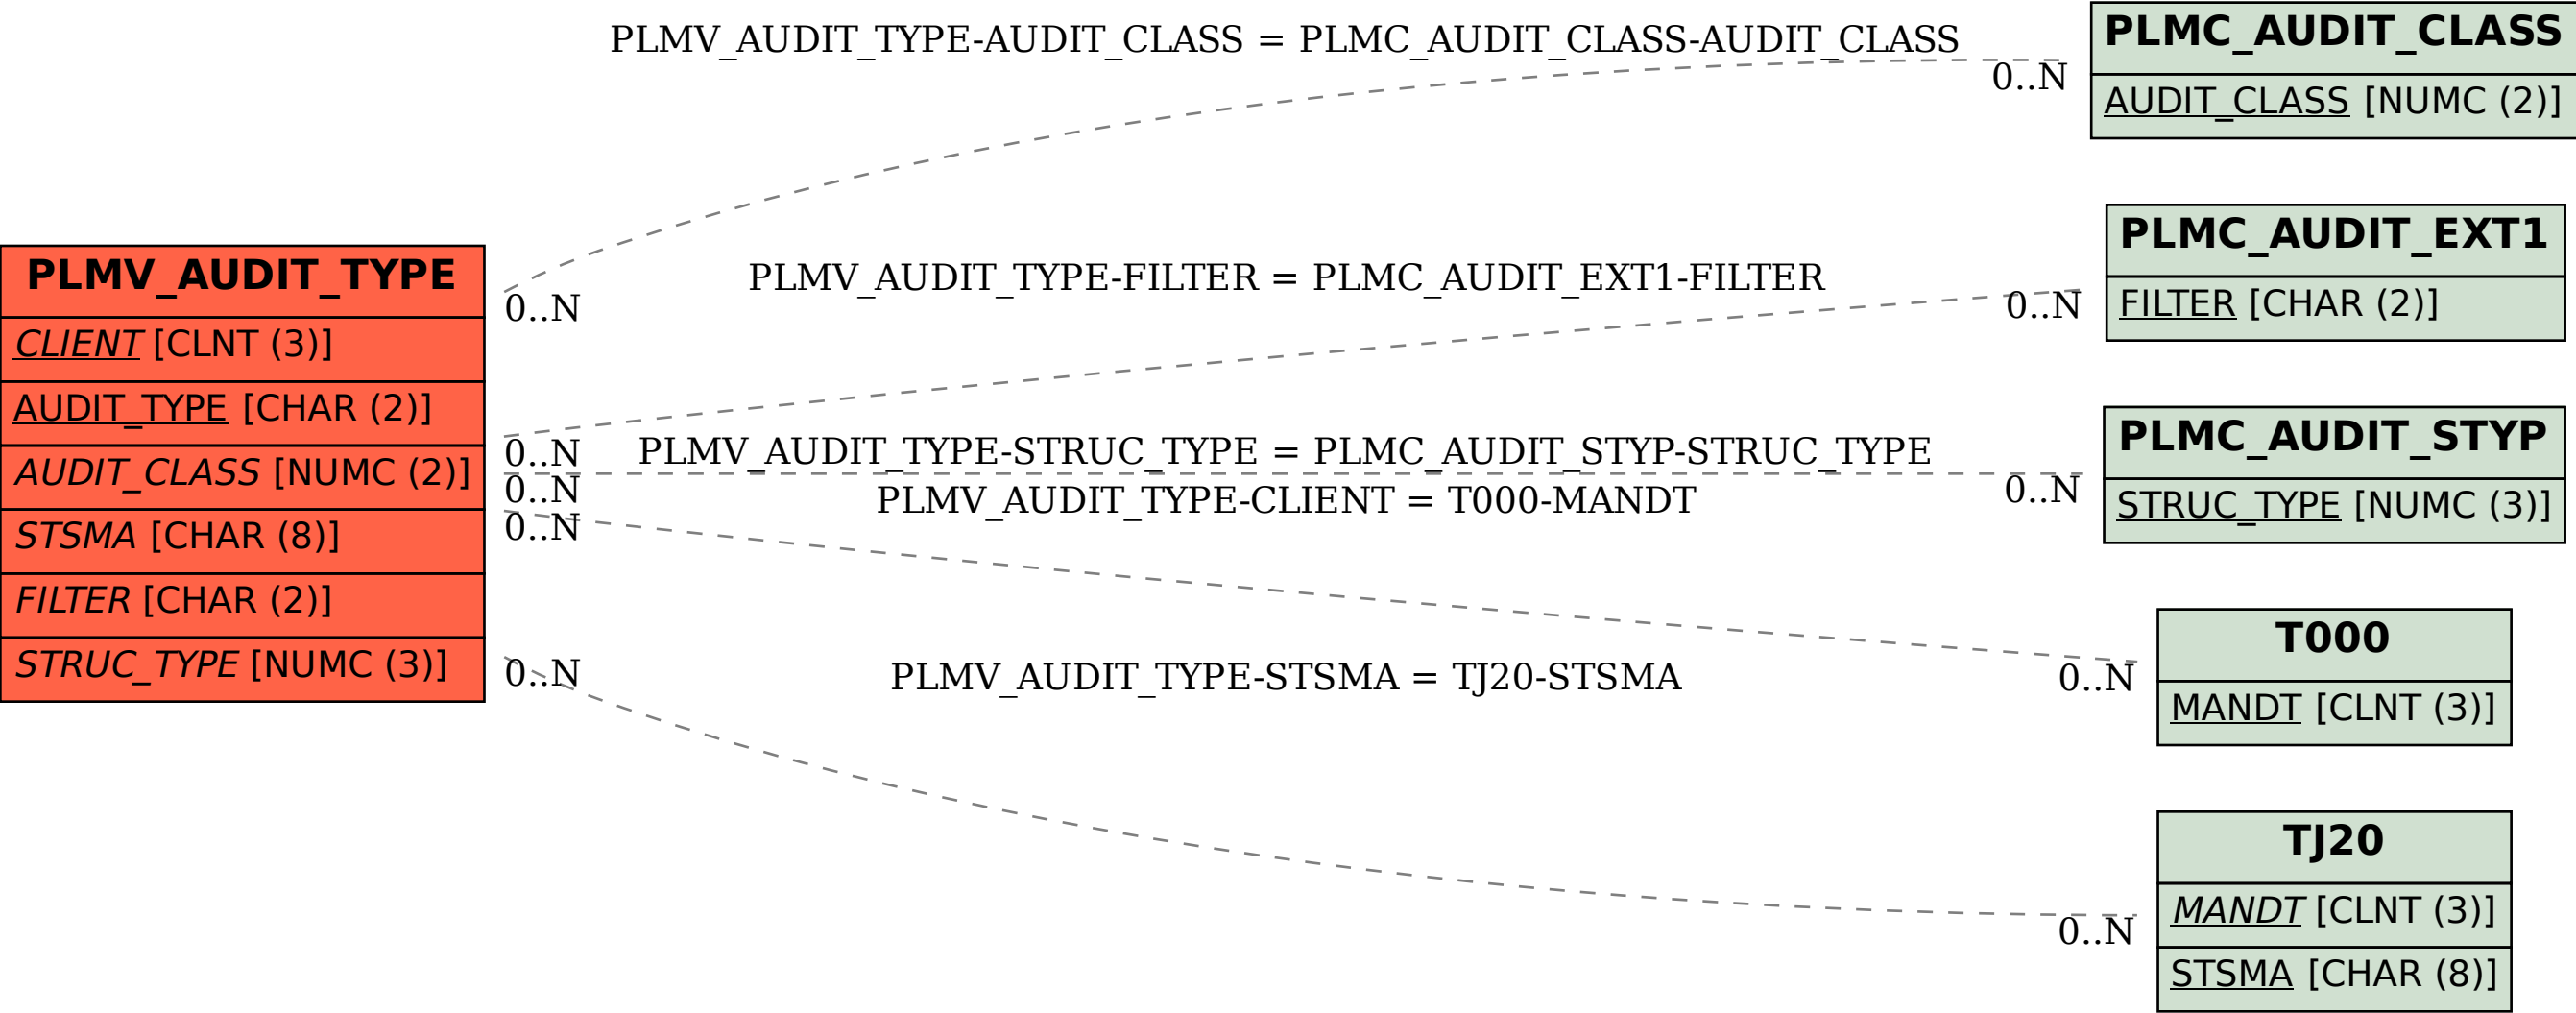 PLMV_AUDIT_TYPE
CLIENT [CLNT (3)]
AUDIT_TYPE [CHAR (2)]
AUDIT_CLASS [NUMC (2)]
STSMA [CHAR (8)]
FILTER [CHAR (2)]
STRUC_TYPE [NUMC (3)]
PLMV_AUDIT_TYPE-AUDIT_CLASS = PLMC_AUDIT_CLASS-AUDIT_CLASS
0..N
0..N
PLMV_AUDIT_TYPE-FILTER = PLMC_AUDIT_EXT1-FILTER
0..N
0..N
PLMV_AUDIT_TYPE-STRUC_TYPE = PLMC_AUDIT_STYP-STRUC_TYPE
0..N
0..N
PLMV_AUDIT_TYPE-CLIENT = T000-MANDT
0..N
0..N
PLMV_AUDIT_TYPE-STSMA = TJ20-STSMA
0..N
0..N
PLMC_AUDIT_CLASS
AUDIT_CLASS [NUMC (2)]
PLMC_AUDIT_EXT1
FILTER [CHAR (2)]
PLMC_AUDIT_STYP
STRUC_TYPE [NUMC (3)]
T000
MANDT [CLNT (3)]
TJ20
MANDT [CLNT (3)]
STSMA [CHAR (8)]